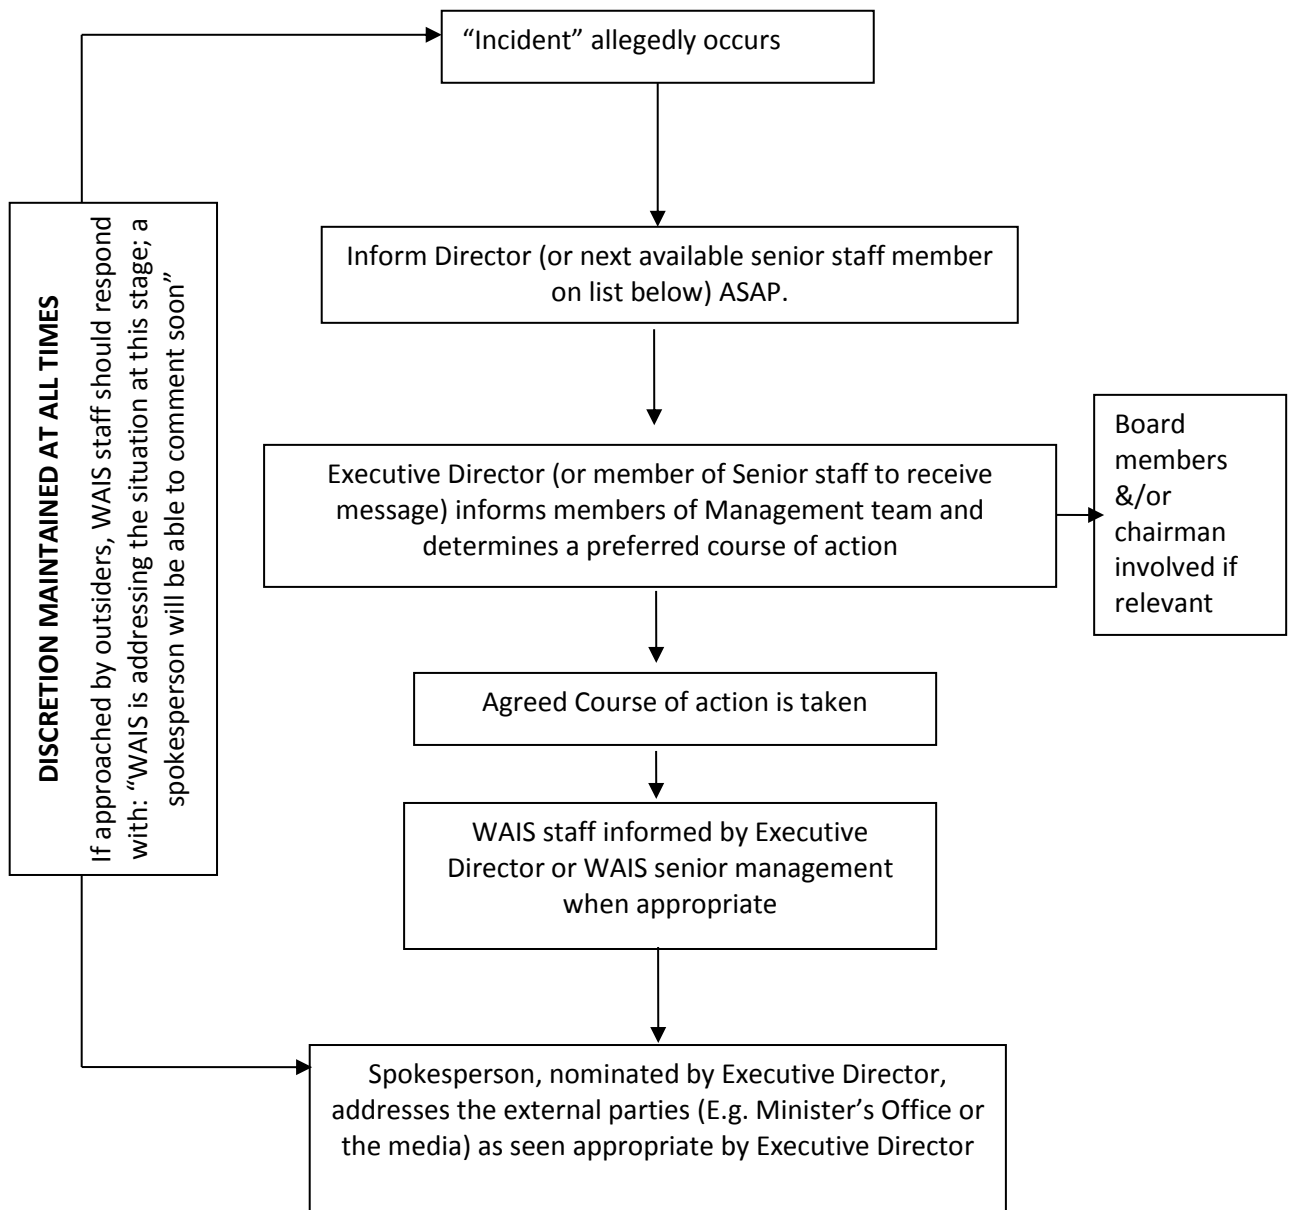 “Incident” allegedly occurs
DISCRETION MAINTAINED AT ALL TIMES
If approached by outsiders, WAIS staff should respond
with: “WAIS is addressing the situation at this stage; a
spokesperson will be able to comment soon”
Inform Director (or next available senior staff member
on list below) ASAP.
Executive Director (or member of Senior staff to receive
message) informs members of Management team and
determines a preferred course of action
Board
members
&/or
chairman
involved if
relevant
Agreed Course of action is taken
WAIS staff informed by Executive
Director or WAIS senior management
when appropriate
Spokesperson, nominated by Executive Director,
addresses the external parties (E.g. Minister’s Office or
the media) as seen appropriate by Executive Director